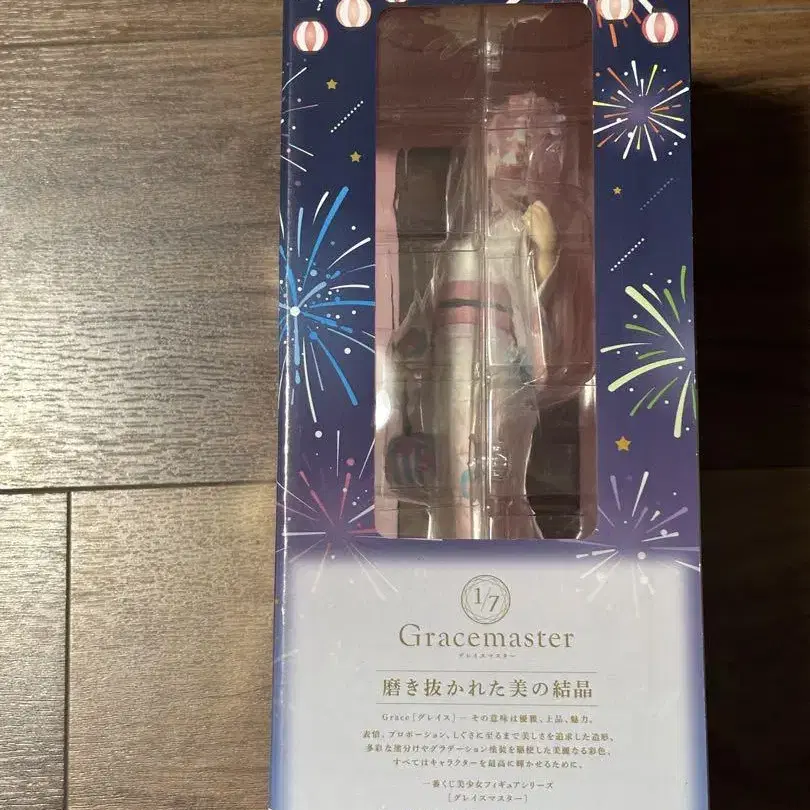 1/7
Gracemaster
グレイスマスター
磨き抜かれた美の結晶
Grace[グレイス]―その意味は優雅、上品、魅力。
表情、プロポーション、しぐさに至るまで美しさを追求した造形。
多彩な塗分けやグラデーション塗装を駆使した美麗なる彩色。
すべてはキャラクターを最高に輝かせるために。
一番くじ美少女フィギュアシリーズ
[グレイスマスター]